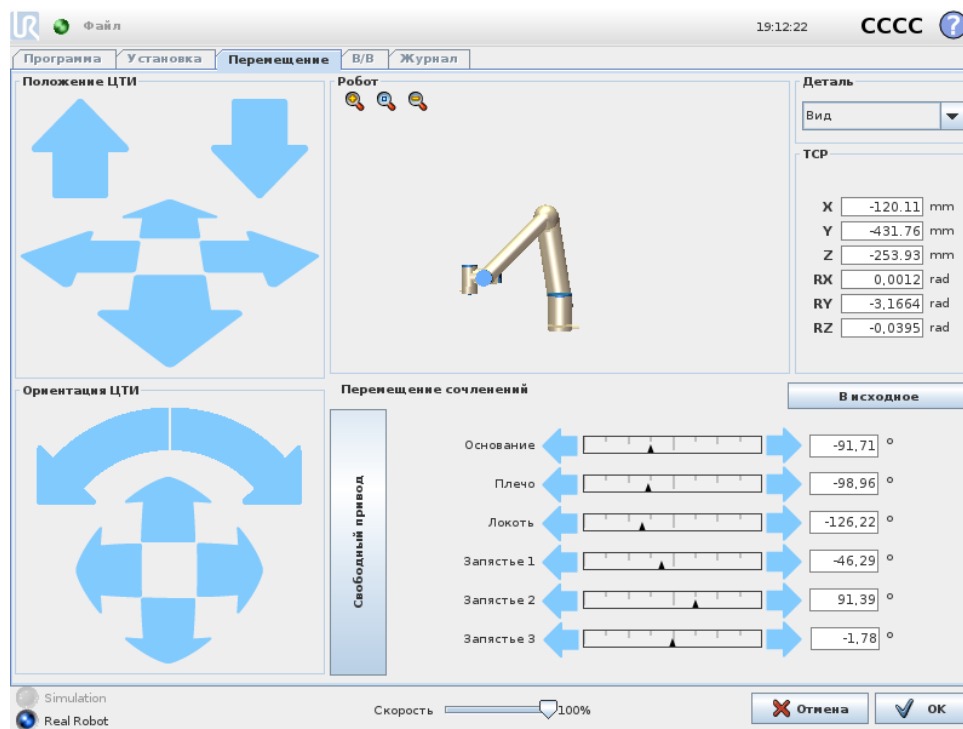 UR Файл 19:12:22 CCCC ?
Программа Установка Перемещение В/В Журнал
Положение ЦТИ
Робот
Деталь
Вид
TCP
X -120.11 mm
Y -431.76 mm
Z -253.93 mm
RX 0,0012 rad
RY -3,1664 rad
RZ -0,0395 rad
Ориентация ЦТИ
Перемещение сочленений
В исходное
Свободный привод
Основание -91,71 °
Плечо -98,96 °
Локоть -126,22 °
Запястье 1 -46,29 °
Запястье 2 91,39 °
Запястье 3 -1,78 °
Simulation
Real Robot
Скорость 100%
Отмена
OK